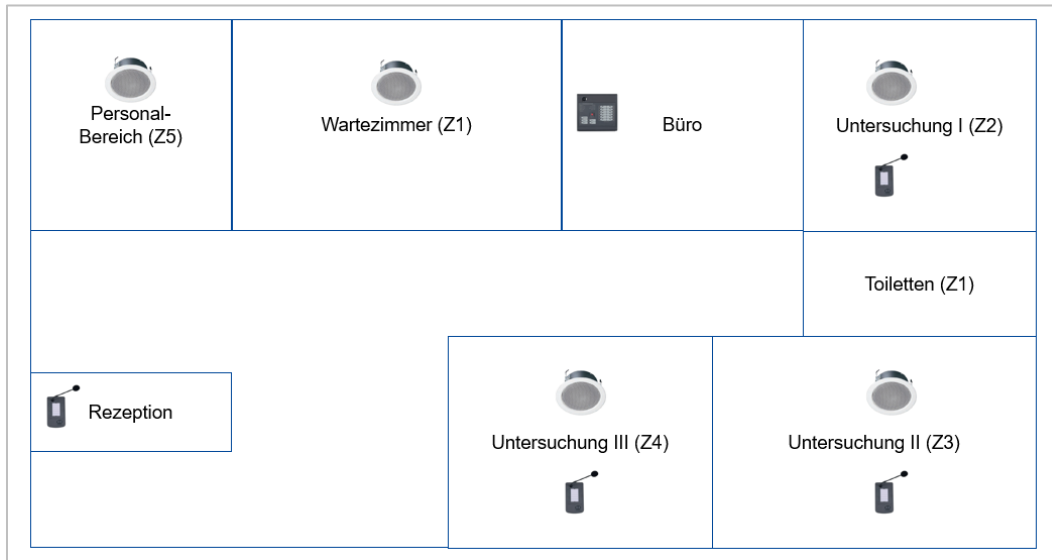 Personal-
Bereich (Z5)
Wartezimmer (Z1)
Büro
Untersuchung I (Z2)
Toiletten (Z1)
Rezeption
Untersuchung III (Z4)
Untersuchung II (Z3)